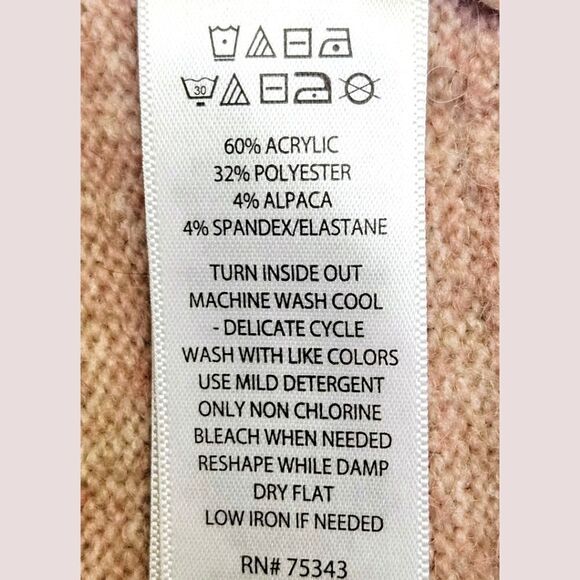 30
60% ACRYLIC
32% POLYESTER
4% ALPACA
4% SPANDEX/ELASTANE
TURN INSIDE OUT
MACHINE WASH COOL
- DELICATE CYCLE
WASH WITH LIKE COLORS
USE MILD DETERGENT
ONLY NON CHLORINE
BLEACH WHEN NEEDED
RESHAPE WHILE DAMP
DRY FLAT
LOW IRON IF NEEDED
RN# 75343